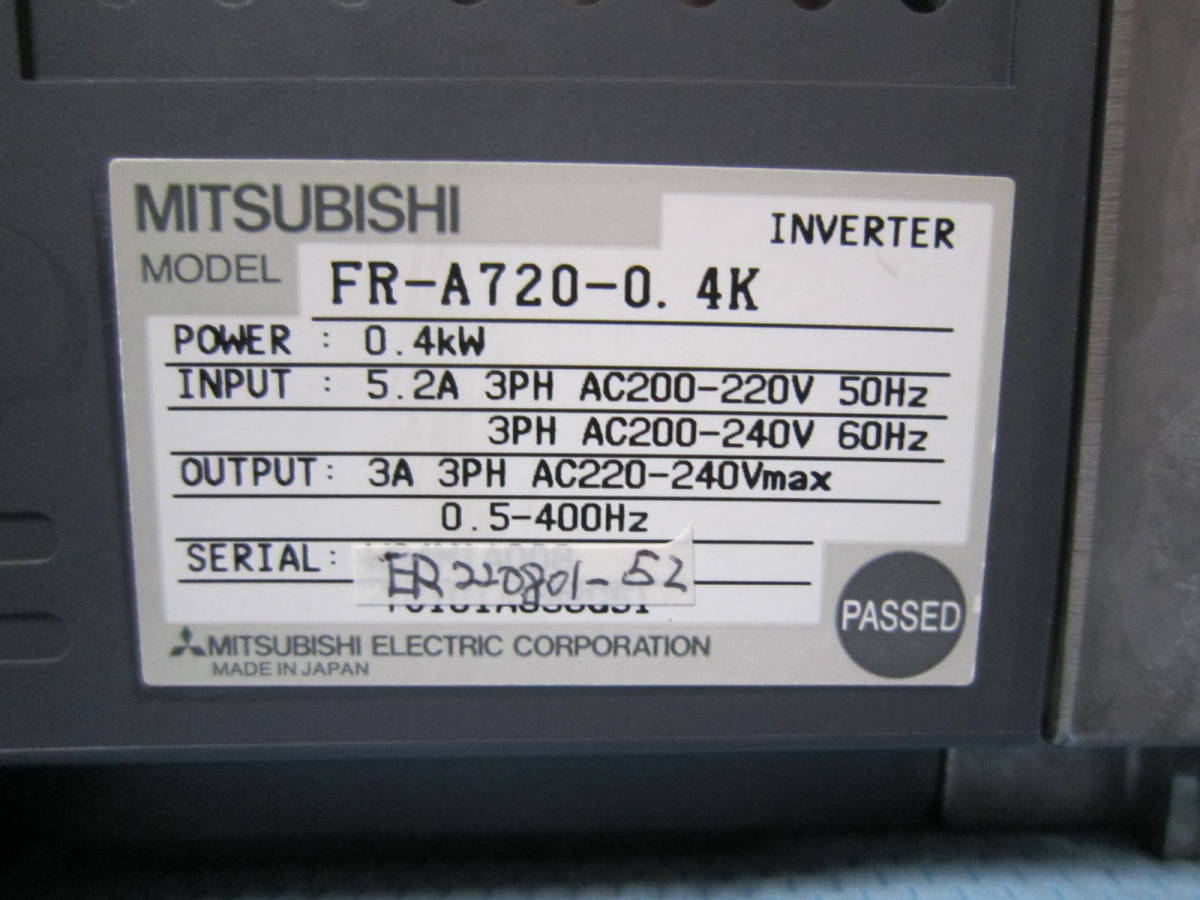 MITSUBISHI
INVERTER
MODEL FR-A720-0.4K
POWER : 0.4kW
INPUT : 5.2A 3PH AC200-220V 50Hz
3PH AC200-240V 60Hz
OUTPUT: 3A 3PH AC220-240Vmax
0.5-400Hz
SERIAL:
ER220801-52
PASSED
MITSUBISHI ELECTRIC CORPORATION
MADE IN JAPAN